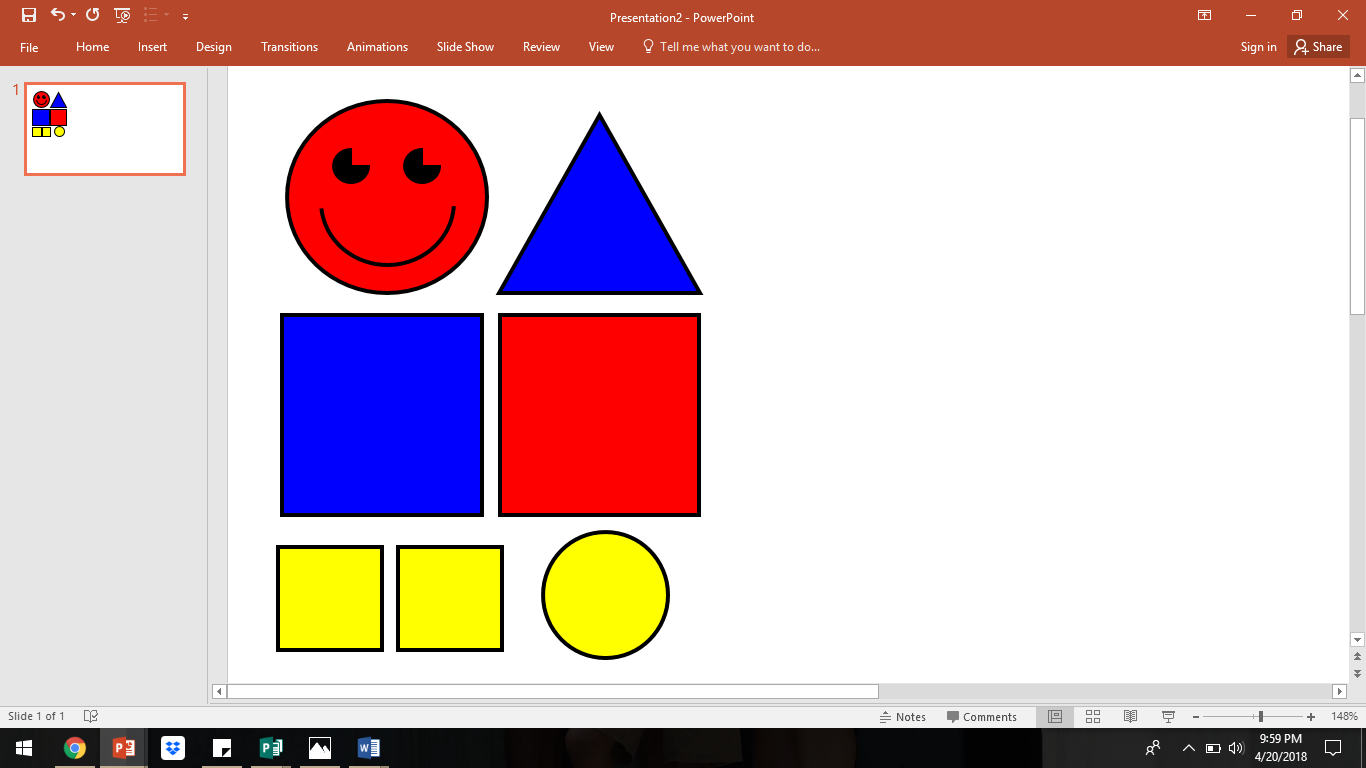 Presentation2 - PowerPoint
File Home Insert Design Transitions Animations Slide Show Review View Tell me what you want to do... Sign in Share
1
Slide 1 of 1 Notes Comments 148%
9:59 PM
4/20/2018